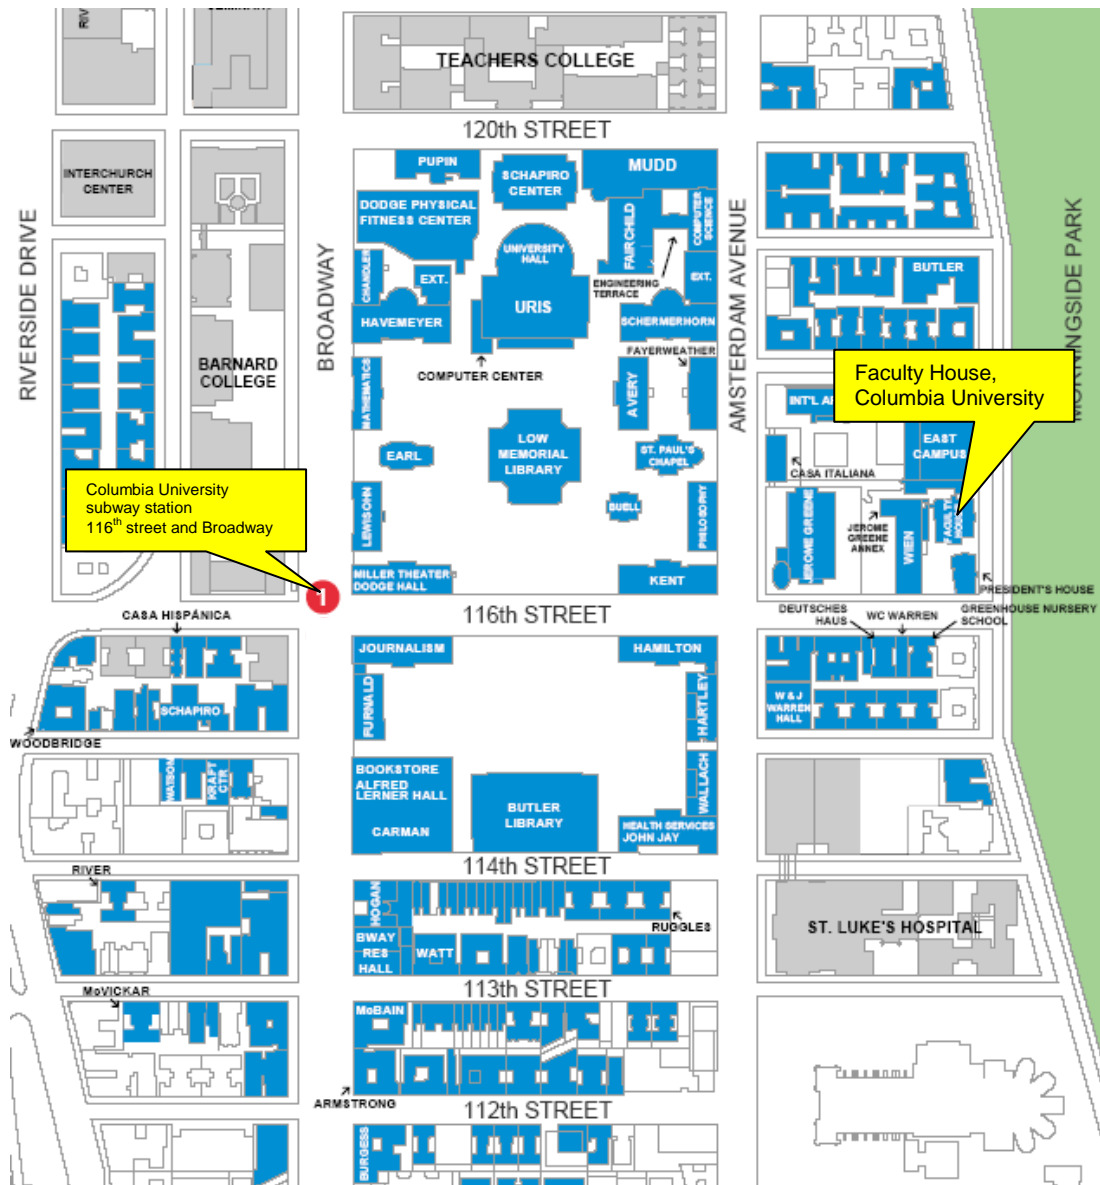 RIV
SEMINARY
TEACHERS COLLEGE
120th STREET
INTERCHURCH
CENTER
PUPIN
SCHAPIRO
CENTER
MUDD
DODGE PHYSICAL
FITNESS CENTER
FAIRCHILD
COMPUTER
SCIENCE
RIVERSIDE DRIVE
BROADWAY
AMSTERDAM AVENUE
MORNINGSIDE PARK
UNIVERSITY
HALL
CHANDLER
EXT.
ENGINEERING
TERRACE
EXT.
BUTLER
URIS
HAVEMEYER
SCHERMERHORN
FAYERWEATHER
BARNARD
COLLEGE
COMPUTER CENTER
MATHEMATICS
AVERY
Faculty House,
Columbia University
INT'L AF
EAST
CAMPUS
LOW
MEMORIAL
LIBRARY
EARL
ST. PAUL'S
CHAPEL
CASA ITALIANA
Columbia University
subway station
116th street and Broadway
LEWISOHN
BUELL
PHILOSOPHY
JEROME GREENE
JEROME
GREENE
ANNEX
WIEN
FACULTY
HOUSE
MILLER THEATER
DODGE HALL
KENT
1
PRESIDENT'S HOUSE
116th STREET
CASA HISPÁNICA
DEUTSCHES
HAUS
WC WARREN
GREENHOUSE NURSERY
SCHOOL
JOURNALISM
HAMILTON
FURNALD
HARTLEY
SCHAPIRO
W & J
WARREN
HALL
WOODBRIDGE
WATSON
KRAFT
CTR
BOOKSTORE
ALFRED
LERNER HALL
CARMAN
BUTLER
LIBRARY
WALLACH
HEALTH SERVICES
JOHN JAY
114th STREET
RIVER
HOGAN
RUGGLES
BWAY
RES
HALL
WATT
ST. LUKE'S HOSPITAL
113th STREET
McVICKAR
McBAIN
ARMSTRONG
112th STREET
BURGESS